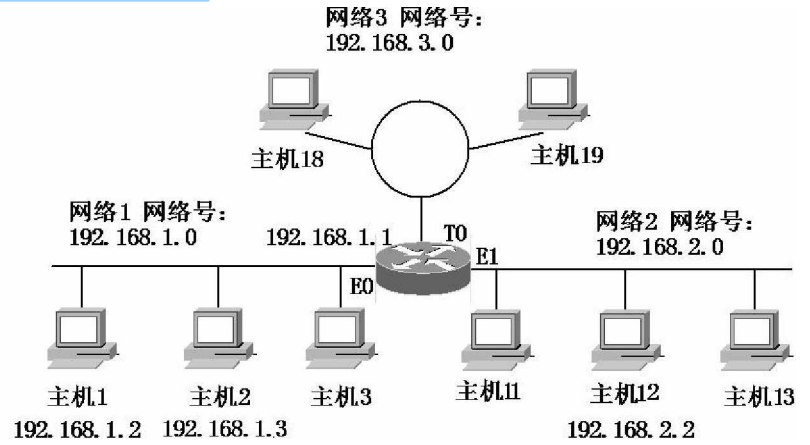 网络3 网络号:
192.168.3.0
主机18
主机19
网络1 网络号:
192.168.1.0
192.168.1.1
T0
网络2 网络号:
192.168.2.0
E1
E0
主机1
主机2
主机3
主机11
主机12
主机13
192.168.1.2
192.168.1.3
192.168.2.2